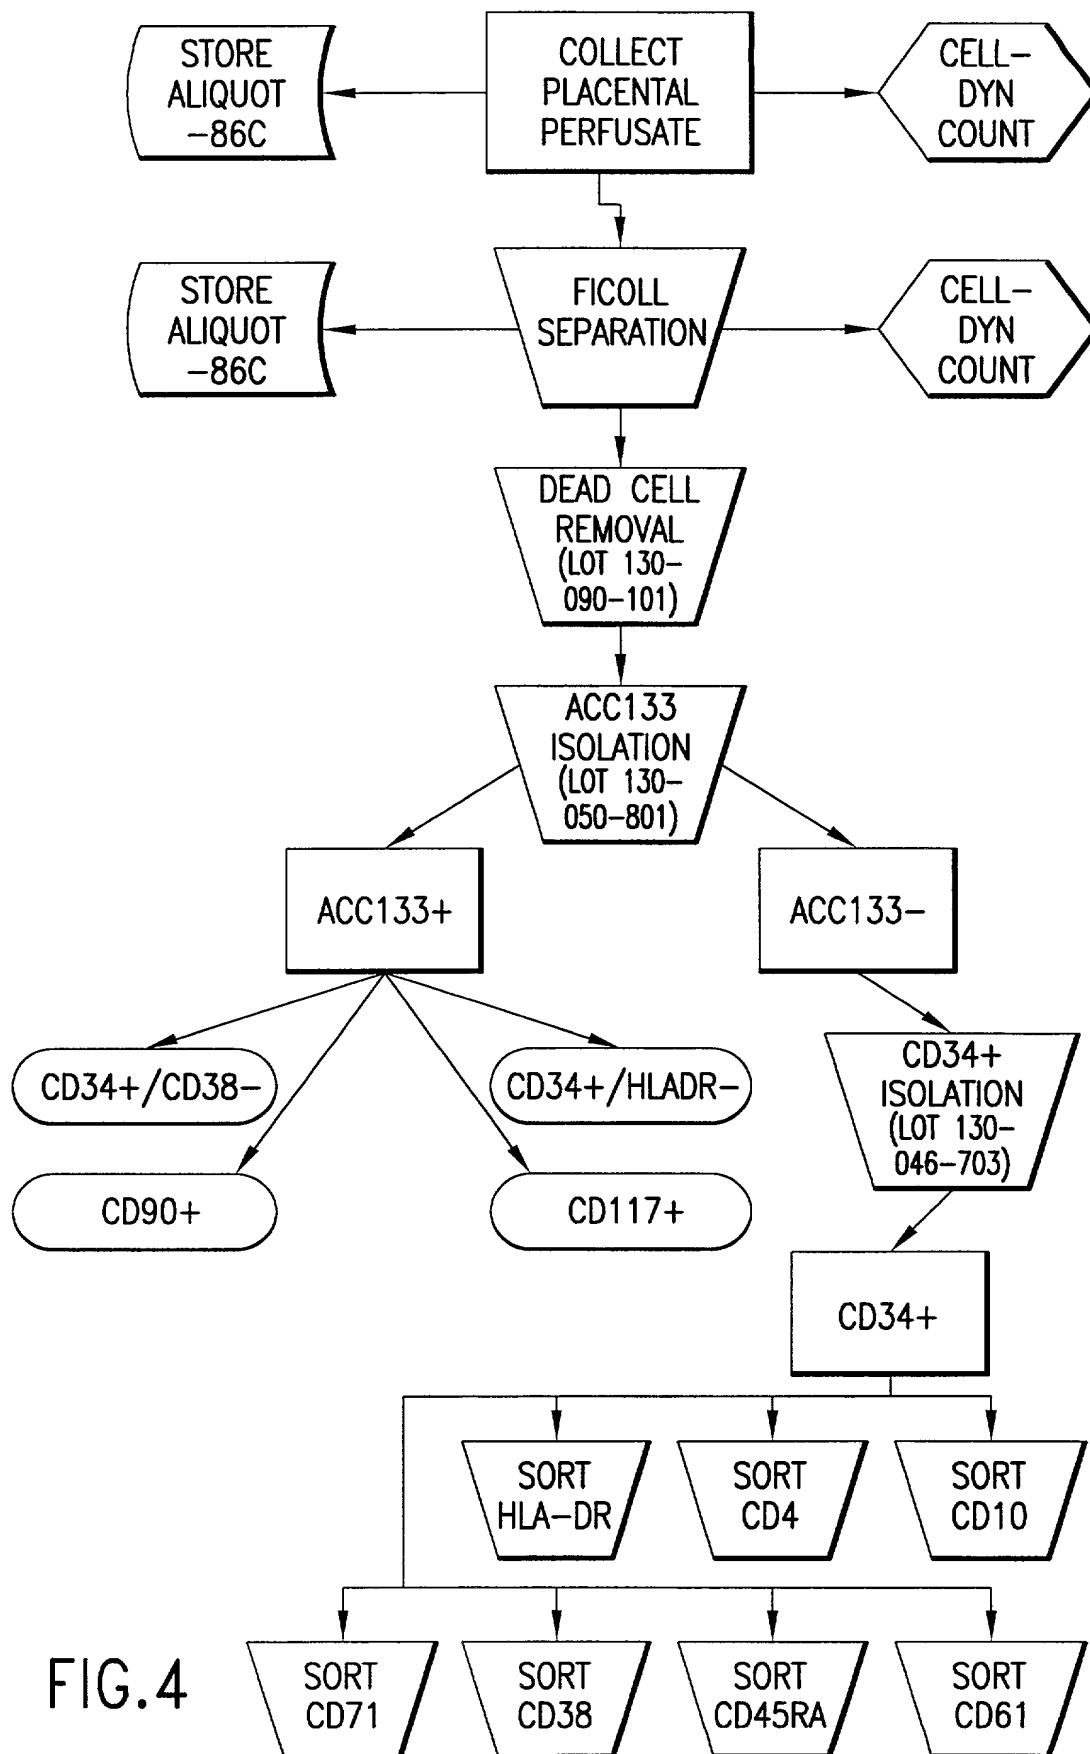 STORE
ALIQUOT
-86C
COLLECT
PLACENTAL
PERFUSATE
CELL-
DYN
COUNT
STORE
ALIQUOT
-86C
FICOLL
SEPARATION
CELL-
DYN
COUNT
DEAD CELL
REMOVAL
(LOT 130-
090-101)
ACC133
ISOLATION
(LOT 130-
050-801)
ACC133+
ACC133-
CD34+/CD38-
CD34+/HLADR-
CD34+
ISOLATION
(LOT 130-
046-703)
CD90+
CD117+
CD34+
SORT
HLA-DR
SORT
CD4
SORT
CD10
SORT
CD71
SORT
CD38
SORT
CD45RA
SORT
CD61
FIG.4